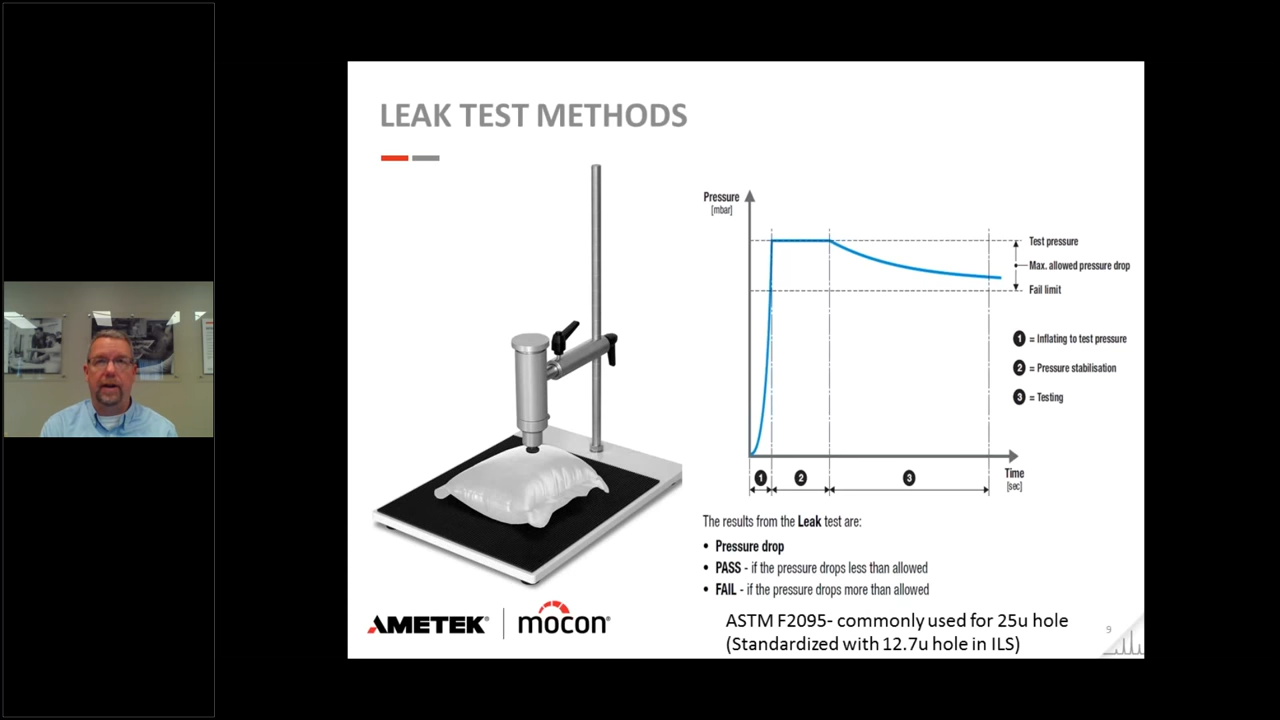 LEAK TEST METHODS
Pressure
[mbar]
Test pressure
Max. allowed pressure drop
Fail limit
1 = Inflating to test pressure
2 = Pressure stabilisation
3 = Testing
Time
[sec]
1 2 3
The results from the Leak test are:
• Pressure drop
• PASS - if the pressure drops less than allowed
• FAIL - if the pressure drops more than allowed
AMETEK® mocon®
ASTM F2095- commonly used for 25u hole
(Standardized with 12.7u hole in ILS)
9